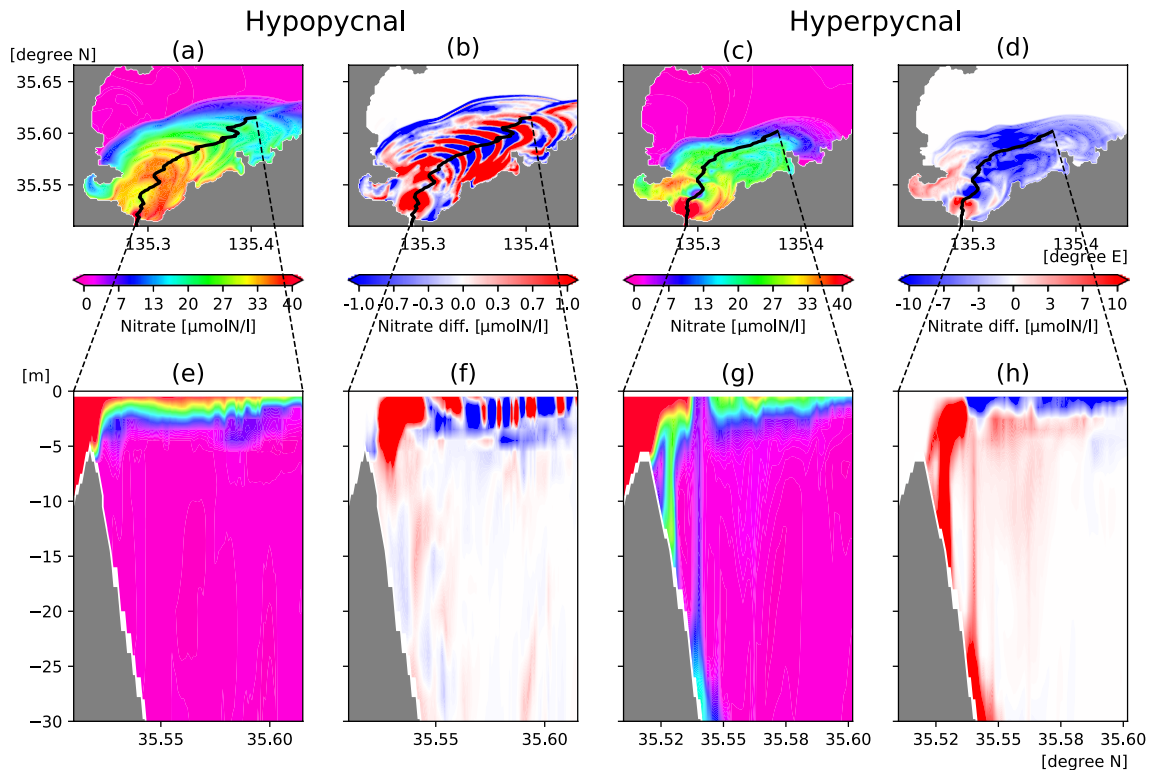 Hypopycnal Hyperpycnal
[degree N] (a) (b) (c) (d)
35.65
35.60
35.55
135.3 135.4 135.3 135.4 135.3 135.4 135.3 135.4
[degree E]
0 7 13 20 27 33 40 -1.0 -0.7 -0.3 0.0 0.3 0.7 1.0 0 7 13 20 27 33 40 -10 -7 -3 0 3 7 10
Nitrate [μmolN/l] Nitrate diff. [μmolN/l] Nitrate [μmolN/l] Nitrate diff. [μmolN/l]
[m] (e) (f) (g) (h)
0
−5
−10
−15
−20
−25
−30
35.55 35.60 35.55 35.60 35.52 35.55 35.58 35.60 35.52 35.55 35.58 35.60
[degree N]